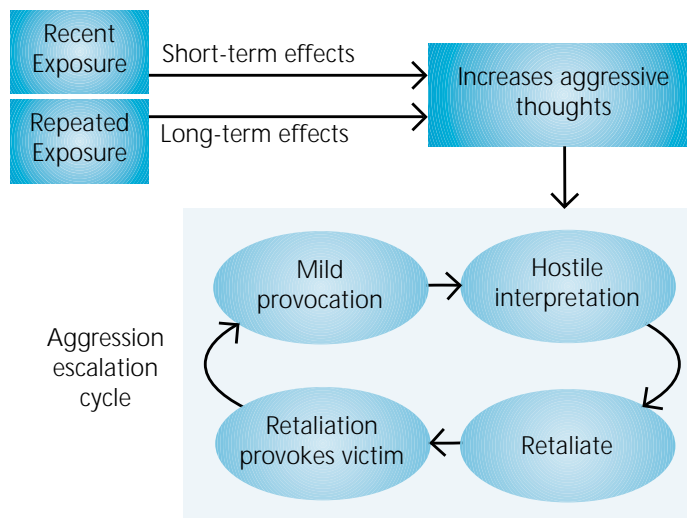 Recent
Exposure
Short-term effects
Increases aggressive
thoughts
Repeated
Exposure
Long-term effects
Mild
provocation
Hostile
interpretation
Aggression
escalation
cycle
Retaliation
provokes victim
Retaliate